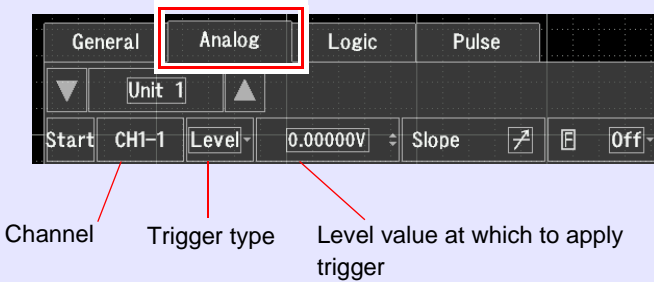 General Analog Logic Pulse
Unit 1
Start CH1-1 Level 0.00000V Slope F Off
Channel Trigger type Level value at which to apply
trigger